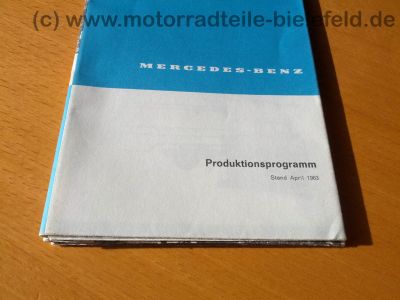 (c) www.motorradteile-bielefeld.de
MERCEDES-BENZ
Produktionsprogramm
Stand April 1963